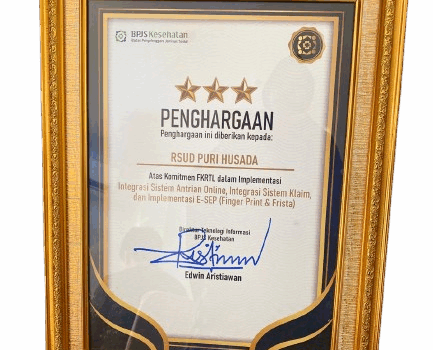 BPJS Kesehatan
Badan Penyelenggara Jaminan Sosial
PENGHARGAAN
Penghargaan ini diberikan kepada:
RSUD PURI HUSADA
Atas Komitmen FKRTL dalam Implementasi
Integrasi Sistem Antrian Online, Integrasi Sistem Klaim,
dan Implementasi E-SEP (Finger Print & Frista)
Direktur Teknologi Informasi
BPJS Kesehatan
Edwin Aristiawan